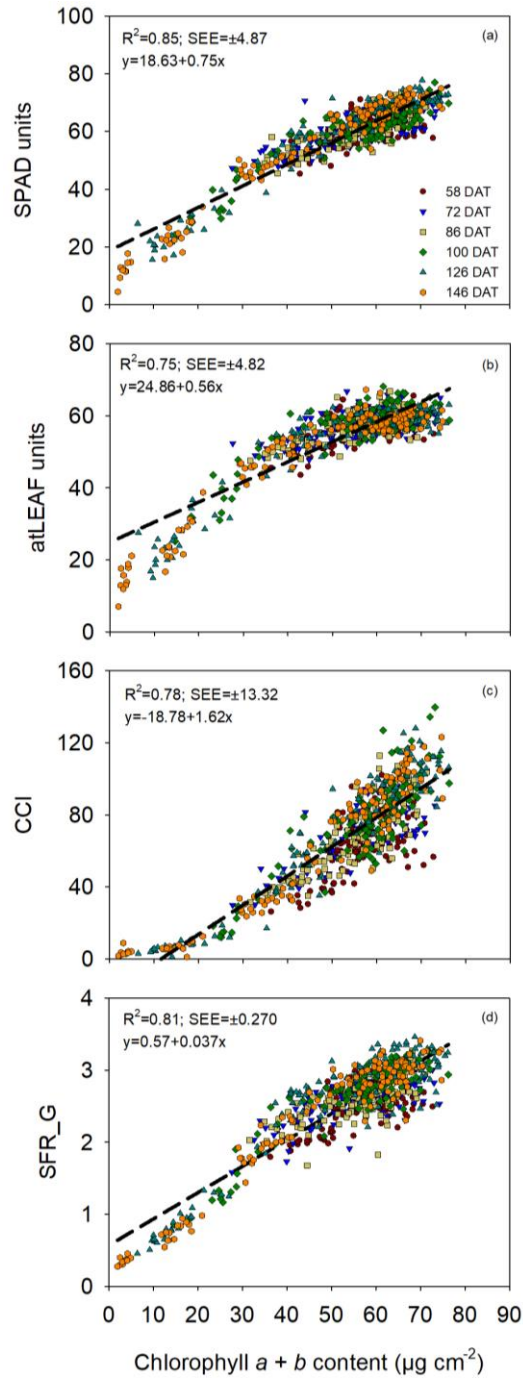 100
R²=0.85; SEE=±4.87
(a)
y=18.63+0.75x
80
60
SPAD units
40
58 DAT
72 DAT
86 DAT
20
100 DAT
126 DAT
146 DAT
0
80
R²=0.75; SEE=±4.82
(b)
y=24.86+0.56x
60
atLEAF units
40
20
0
160
R²=0.78; SEE=±13.32
(c)
y=-18.78+1.62x
120
CCI
80
40
0
4
R²=0.81; SEE=±0.270
(d)
y=0.57+0.037x
3
SFR_G
2
1
0
0 10 20 30 40 50 60 70 80 90
Chlorophyll a + b content (µg cm⁻²)